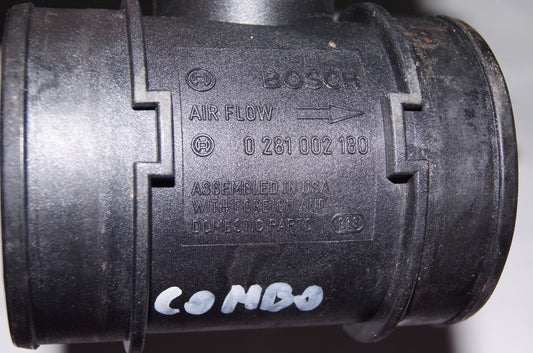 BOSCH
AIR FLOW
0 281 002 180
ASSEMBLED IN USA
WITH FOREIGN AND
DOMESTIC PARTS
COMBO